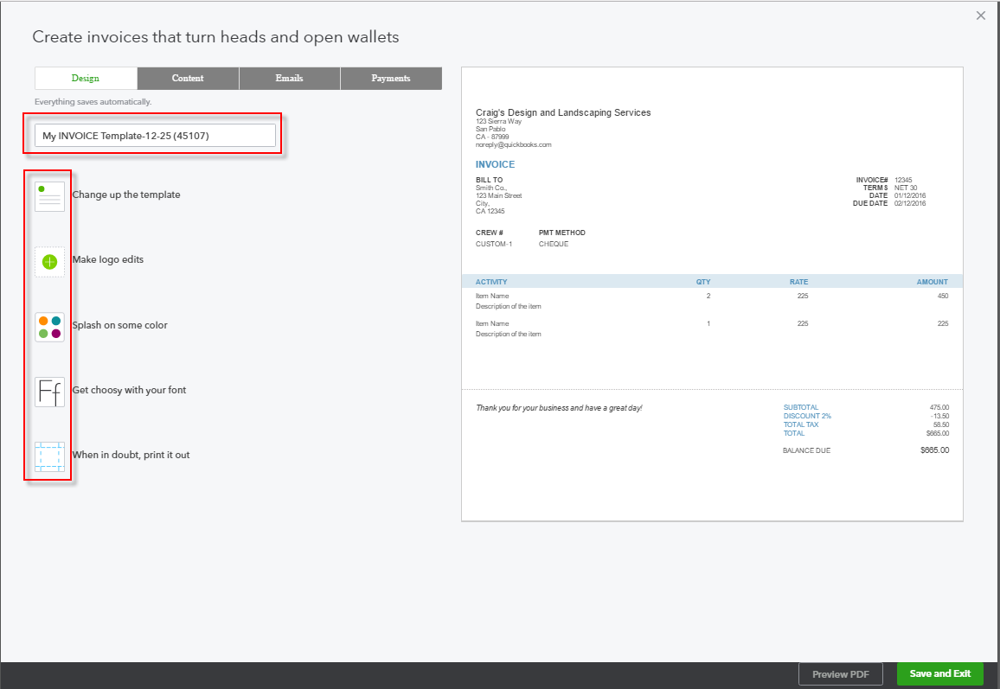 Create invoices that turn heads and open wallets
Design Content Emails Payments
Everything saves automatically.
My INVOICE Template-12-25 (45107)
Change up the template
Make logo edits
Splash on some color
Ff Get choosy with your font
When in doubt, print it out
Craig's Design and Landscaping Services
123 Sierra Way
San Pablo
CA - 87999
noreply@quickbooks.com
INVOICE
BILL TO
Smith Co.,
123 Main Street
City,
CA 12345
INVOICE# 12345
TERMS NET 30
DATE 01/12/2016
DUE DATE 02/12/2016
CREW # PMT METHOD
CUSTOM-1 CHEQUE
ACTIVITY QTY RATE AMOUNT
Item Name 2 225 450
Description of the item
Item Name 1 225 225
Description of the item
Thank you for your business and have a great day!
SUBTOTAL 475.00
DISCOUNT 2% -13.50
TOTAL TAX 58.50
TOTAL $665.00
BALANCE DUE $665.00
Preview PDF Save and Exit